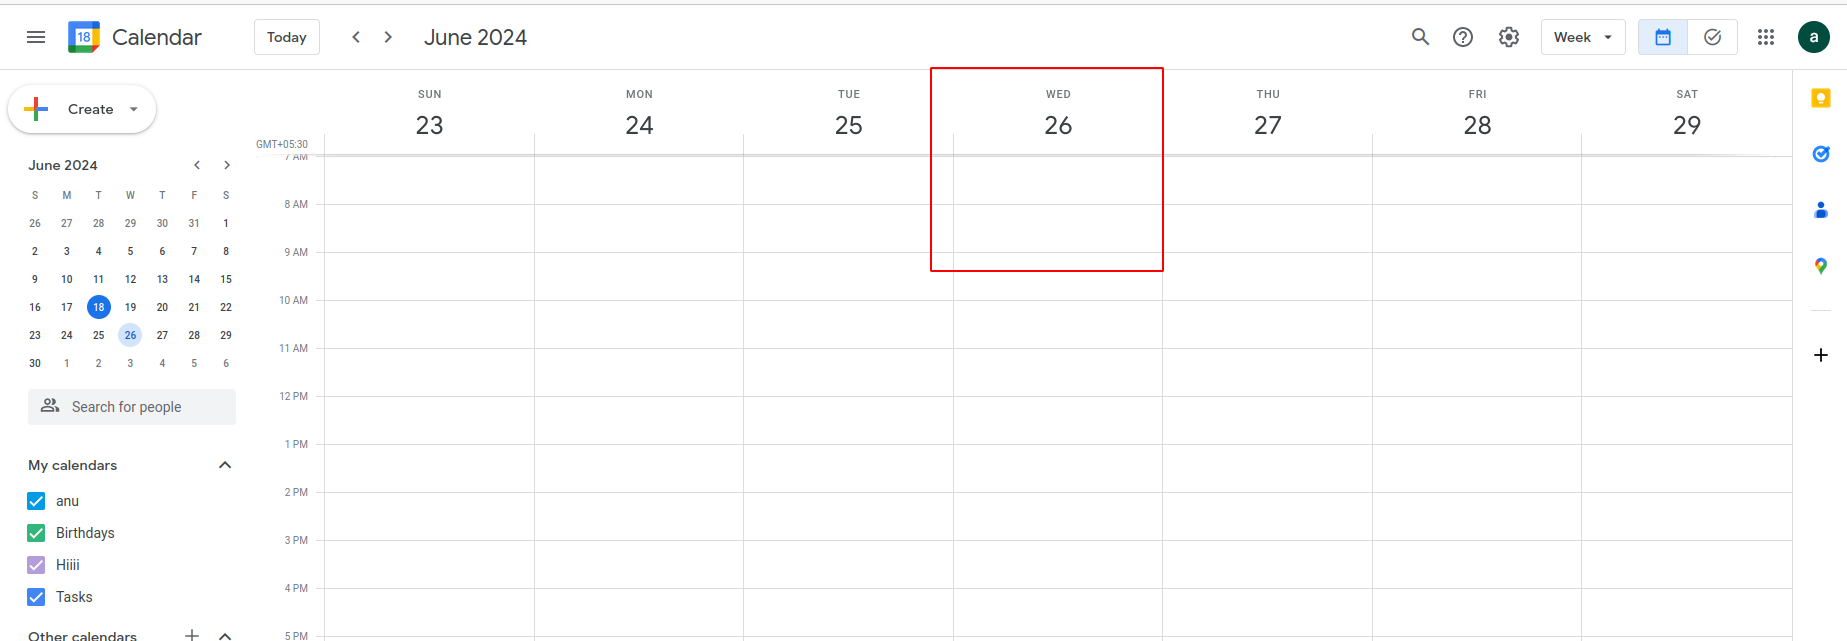 18 Calendar Today June 2024 Week a
Create
June 2024
S M T W T F S
26 27 28 29 30 31 1
2 3 4 5 6 7 8
9 10 11 12 13 14 15
16 17 18 19 20 21 22
23 24 25 26 27 28 29
30 1 2 3 4 5 6
Search for people
My calendars
anu
Birthdays
Hiiii
Tasks
Other calendars
SUN MON TUE WED THU FRI SAT
23 24 25 26 27 28 29
GMT+05:30
7 AM
8 AM
9 AM
10 AM
11 AM
12 PM
1 PM
2 PM
3 PM
4 PM
5 PM